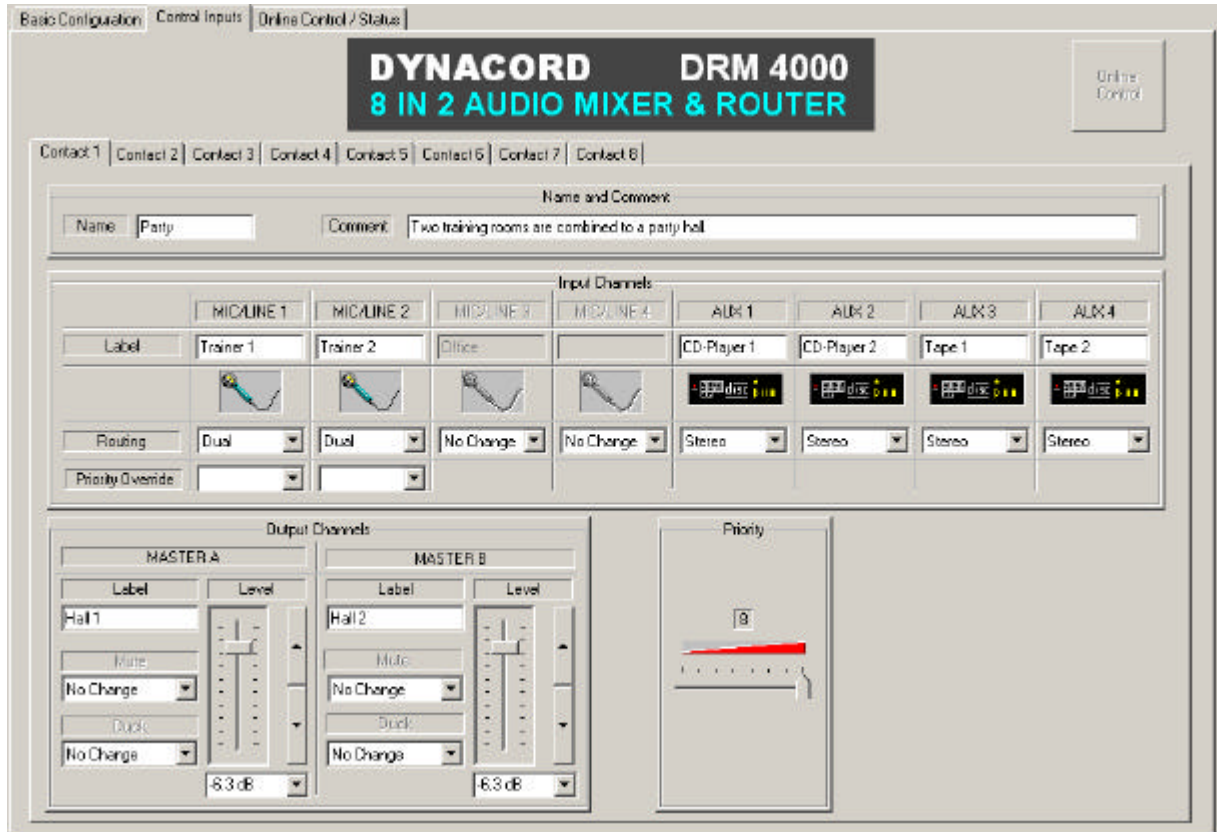 Basic Configuration Control Inputs Online Control / Status
DYNACORD DRM 4000
8 IN 2 AUDIO MIXER & ROUTER
Online
Control
Contact 1 Contact 2 Contact 3 Contact 4 Contact 5 Contact 6 Contact 7 Contact 8
Name and Comment
Name Party Comment Two training rooms are combined to a party hall.
Input Channels
MIC/LINE 1 MIC/LINE 2 MIC/LINE 3 MIC/LINE 4 AUX 1 AUX 2 AUX 3 AUX 4
Label Trainer 1 Trainer 2 Office CD-Player 1 CD-Player 2 Tape 1 Tape 2
disc disc disc disc
Routing Dual Dual No Change No Change Stereo Stereo Stereo Stereo
Priority Override
Output Channels
MASTER A MASTER B
Label Level Label Level
Hall 1 Hall 2
Mute Mute
No Change No Change
Duck Duck
No Change No Change
-6.3 dB -6.3 dB
Priority
8